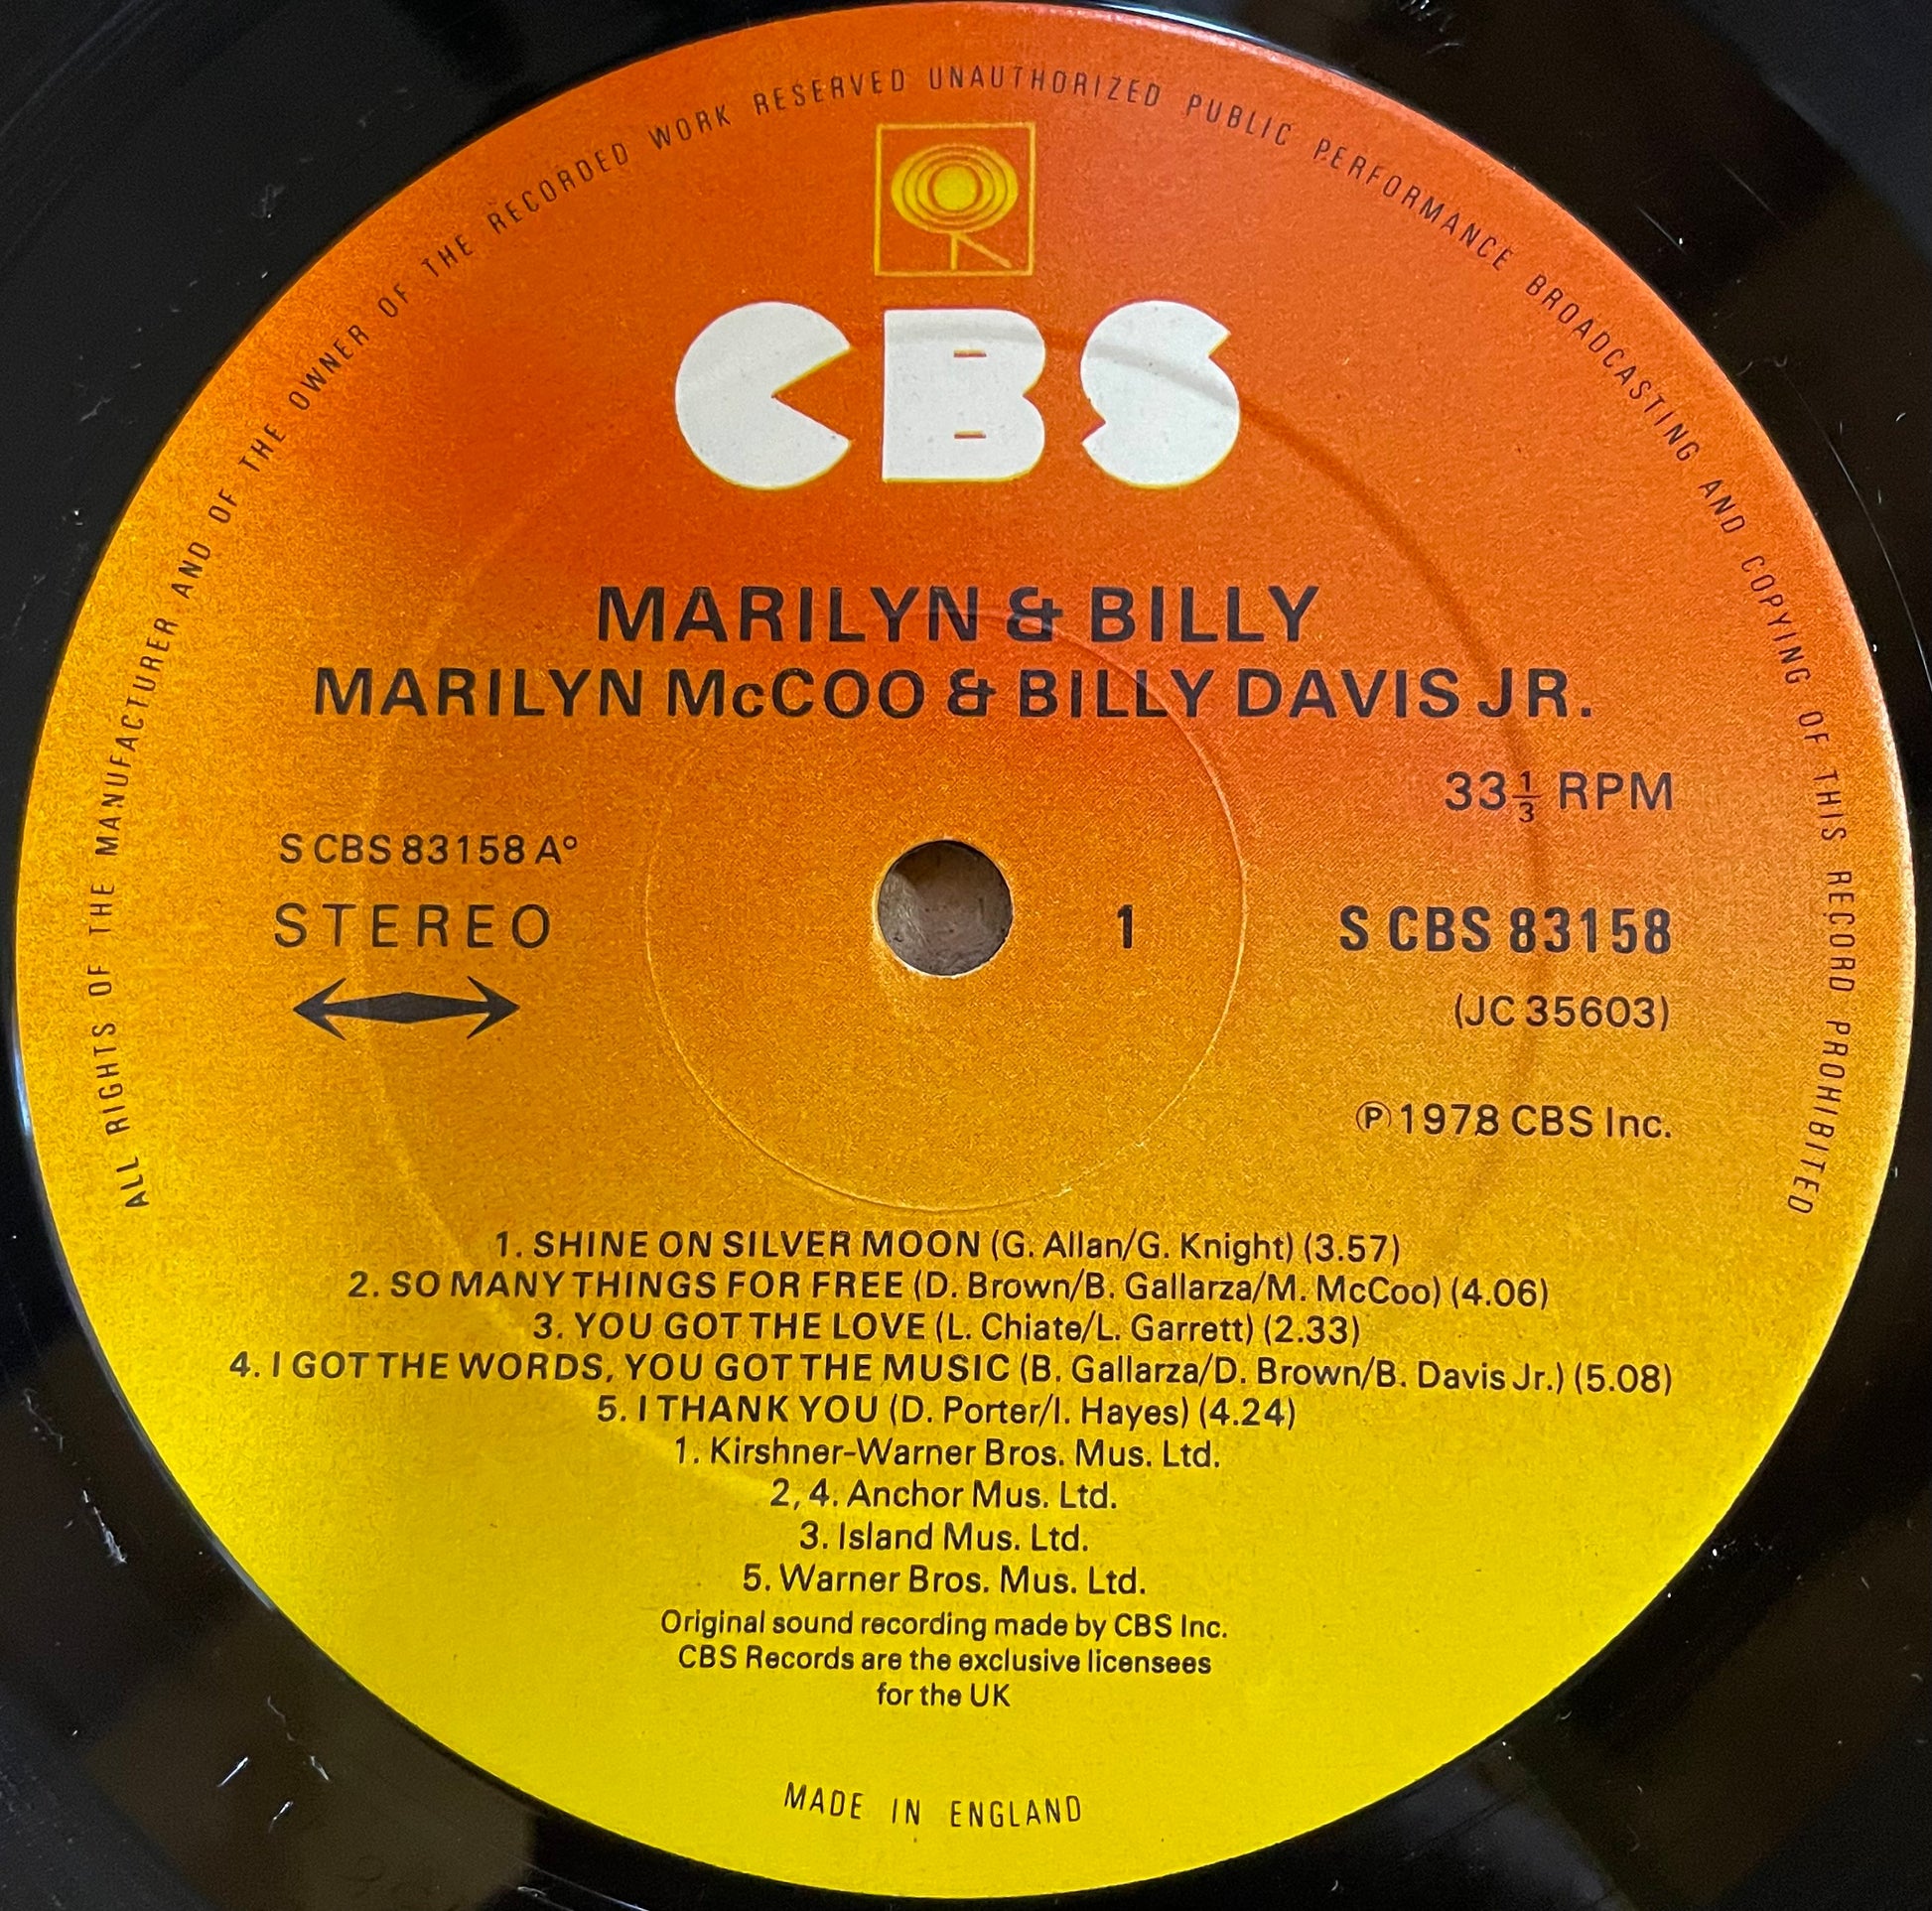 ALL RIGHTS OF THE MANUFACTURER AND OF THE OWNER OF THE RECORDED WORK RESERVED UNAUTHORIZED PUBLIC PERFORMANCE BROADCASTING AND COPYING OF THIS RECORD PROHIBITED
CBS
MARILYN & BILLY
MARILYN McCOO & BILLY DAVIS JR.
33⅓ RPM
S CBS 83158 A°
STEREO
1
S CBS 83158
(JC 35603)
℗ 1978 CBS Inc.
1. SHINE ON SILVER MOON (G. Allan/G. Knight) (3.57)
2. SO MANY THINGS FOR FREE (D. Brown/B. Gallarza/M. McCoo) (4.06)
3. YOU GOT THE LOVE (L. Chiate/L. Garrett) (2.33)
4. I GOT THE WORDS, YOU GOT THE MUSIC (B. Gallarza/D. Brown/B. Davis Jr.) (5.08)
5. I THANK YOU (D. Porter/I. Hayes) (4.24)
1. Kirshner-Warner Bros. Mus. Ltd.
2, 4. Anchor Mus. Ltd.
3. Island Mus. Ltd.
5. Warner Bros. Mus. Ltd.
Original sound recording made by CBS Inc.
CBS Records are the exclusive licensees
for the UK
MADE IN ENGLAND